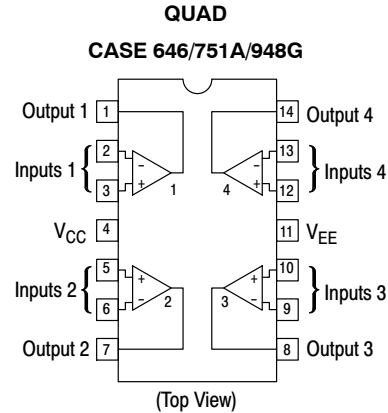 QUAD
CASE 646/751A/948G
Output 1 1 14 Output 4
2 − − 13
Inputs 1 1 4 Inputs 4
3 + + 12
VCC 4 11 VEE
5 + + 10
Inputs 2 2 3 Inputs 3
6 − − 9
Output 2 7 8 Output 3
(Top View)